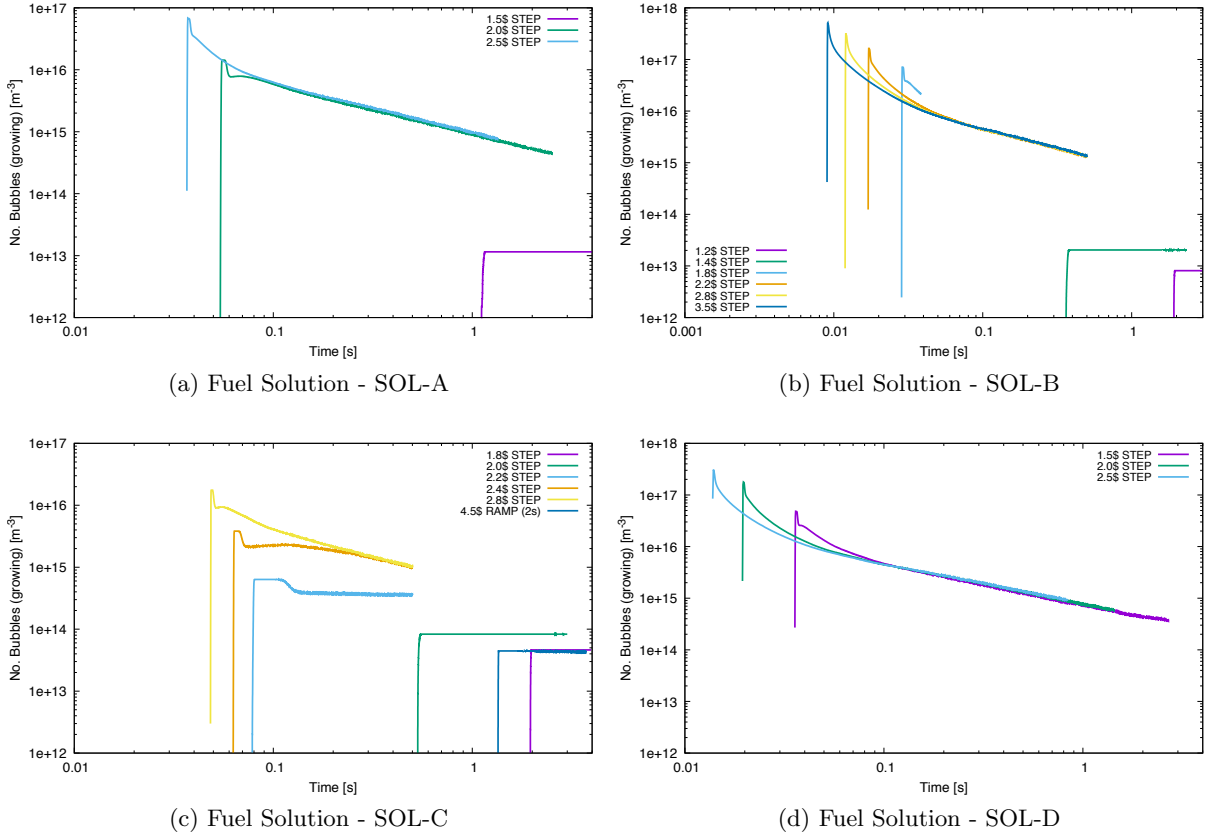 1e+17
1e+16
1e+15
1e+14
1e+13
1e+12
No. Bubbles (growing) [m-3]
0.01
0.1
1
Time [s]
1.5$ STEP
2.0$ STEP
2.5$ STEP
(a) Fuel Solution - SOL-A
1e+18
1e+17
1e+16
1e+15
1e+14
1e+13
1e+12
No. Bubbles (growing) [m-3]
0.001
0.01
0.1
1
Time [s]
1.2$ STEP
1.4$ STEP
1.8$ STEP
2.2$ STEP
2.8$ STEP
3.5$ STEP
(b) Fuel Solution - SOL-B
1e+17
1e+16
1e+15
1e+14
1e+13
1e+12
No. Bubbles (growing) [m-3]
0.01
0.1
1
Time [s]
1.8$ STEP
2.0$ STEP
2.2$ STEP
2.4$ STEP
2.8$ STEP
4.5$ RAMP (2s)
(c) Fuel Solution - SOL-C
1e+18
1e+17
1e+16
1e+15
1e+14
1e+13
1e+12
No. Bubbles (growing) [m-3]
0.01
0.1
1
Time [s]
1.5$ STEP
2.0$ STEP
2.5$ STEP
(d) Fuel Solution - SOL-D